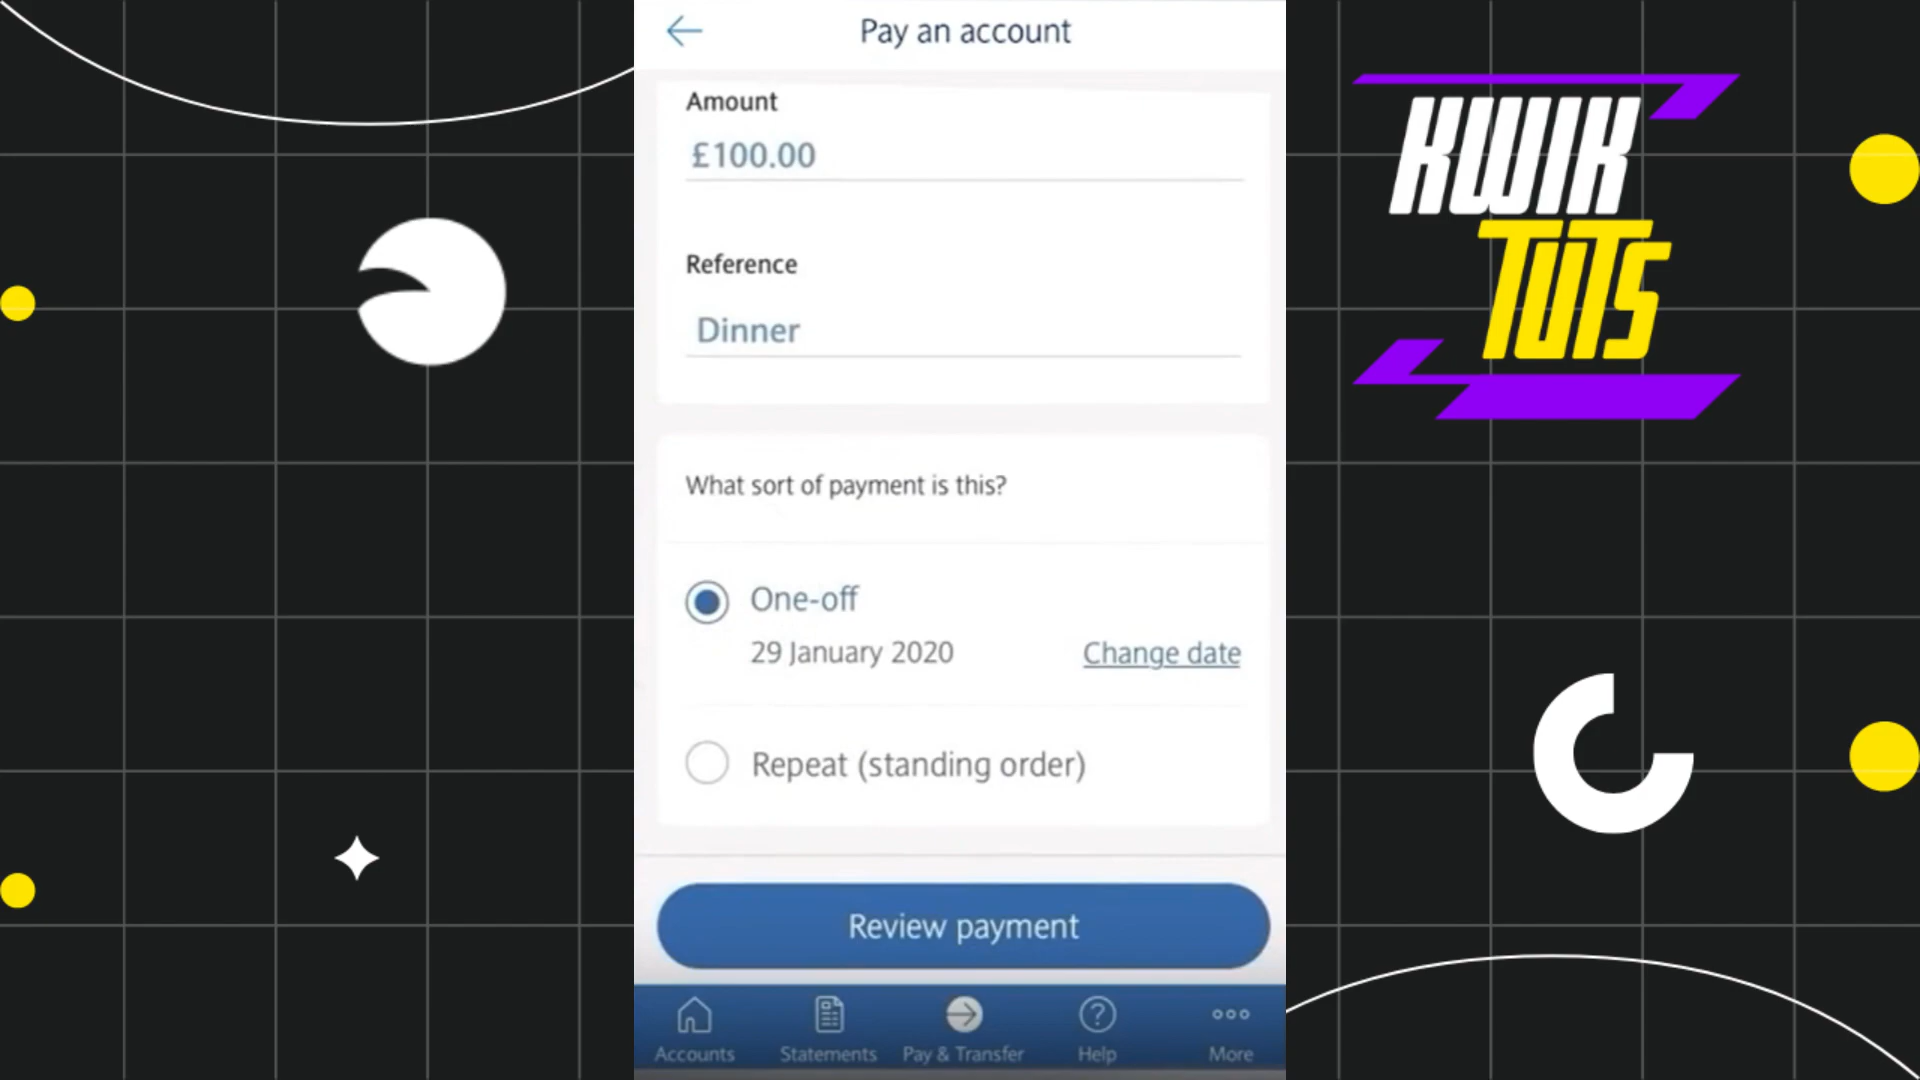 Pay an account
Amount
£100.00
Reference
Dinner
What sort of payment is this?
One-off
29 January 2020 Change date
Repeat (standing order)
Review payment
Accounts Statements Pay & Transfer Help More
KWIK
TUTS